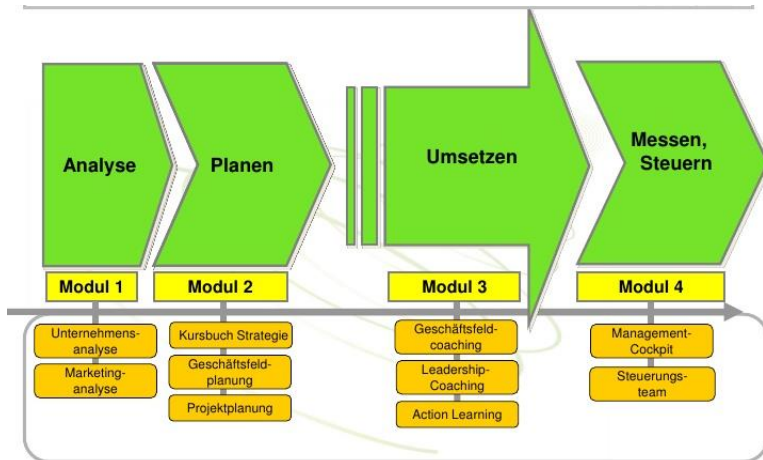 Analyse
Planen
Umsetzen
Messen,
Steuern
Modul 1
Modul 2
Modul 3
Modul 4
Unternehmens-
analyse
Marketing-
analyse
Kursbuch Strategie
Geschäftsfeld-
planung
Projektplanung
Geschäftsfeld-
coaching
Leadership-
Coaching
Action Learning
Management-
Cockpit
Steuerungs-
team